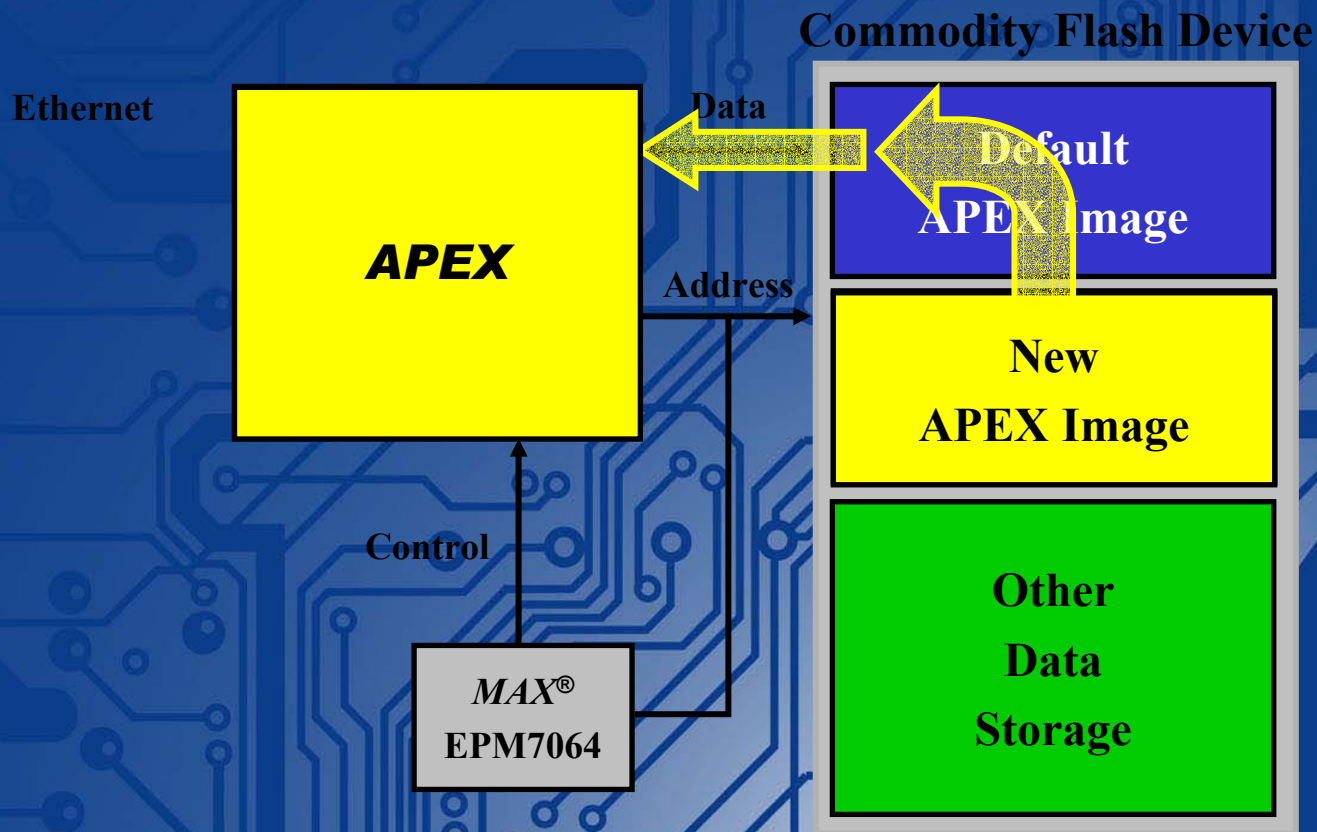 Commodity Flash Device
Ethernet
Data
APEX
Address
Control
MAX®
EPM7064
Default
APEX Image
New
APEX Image
Other
Data
Storage